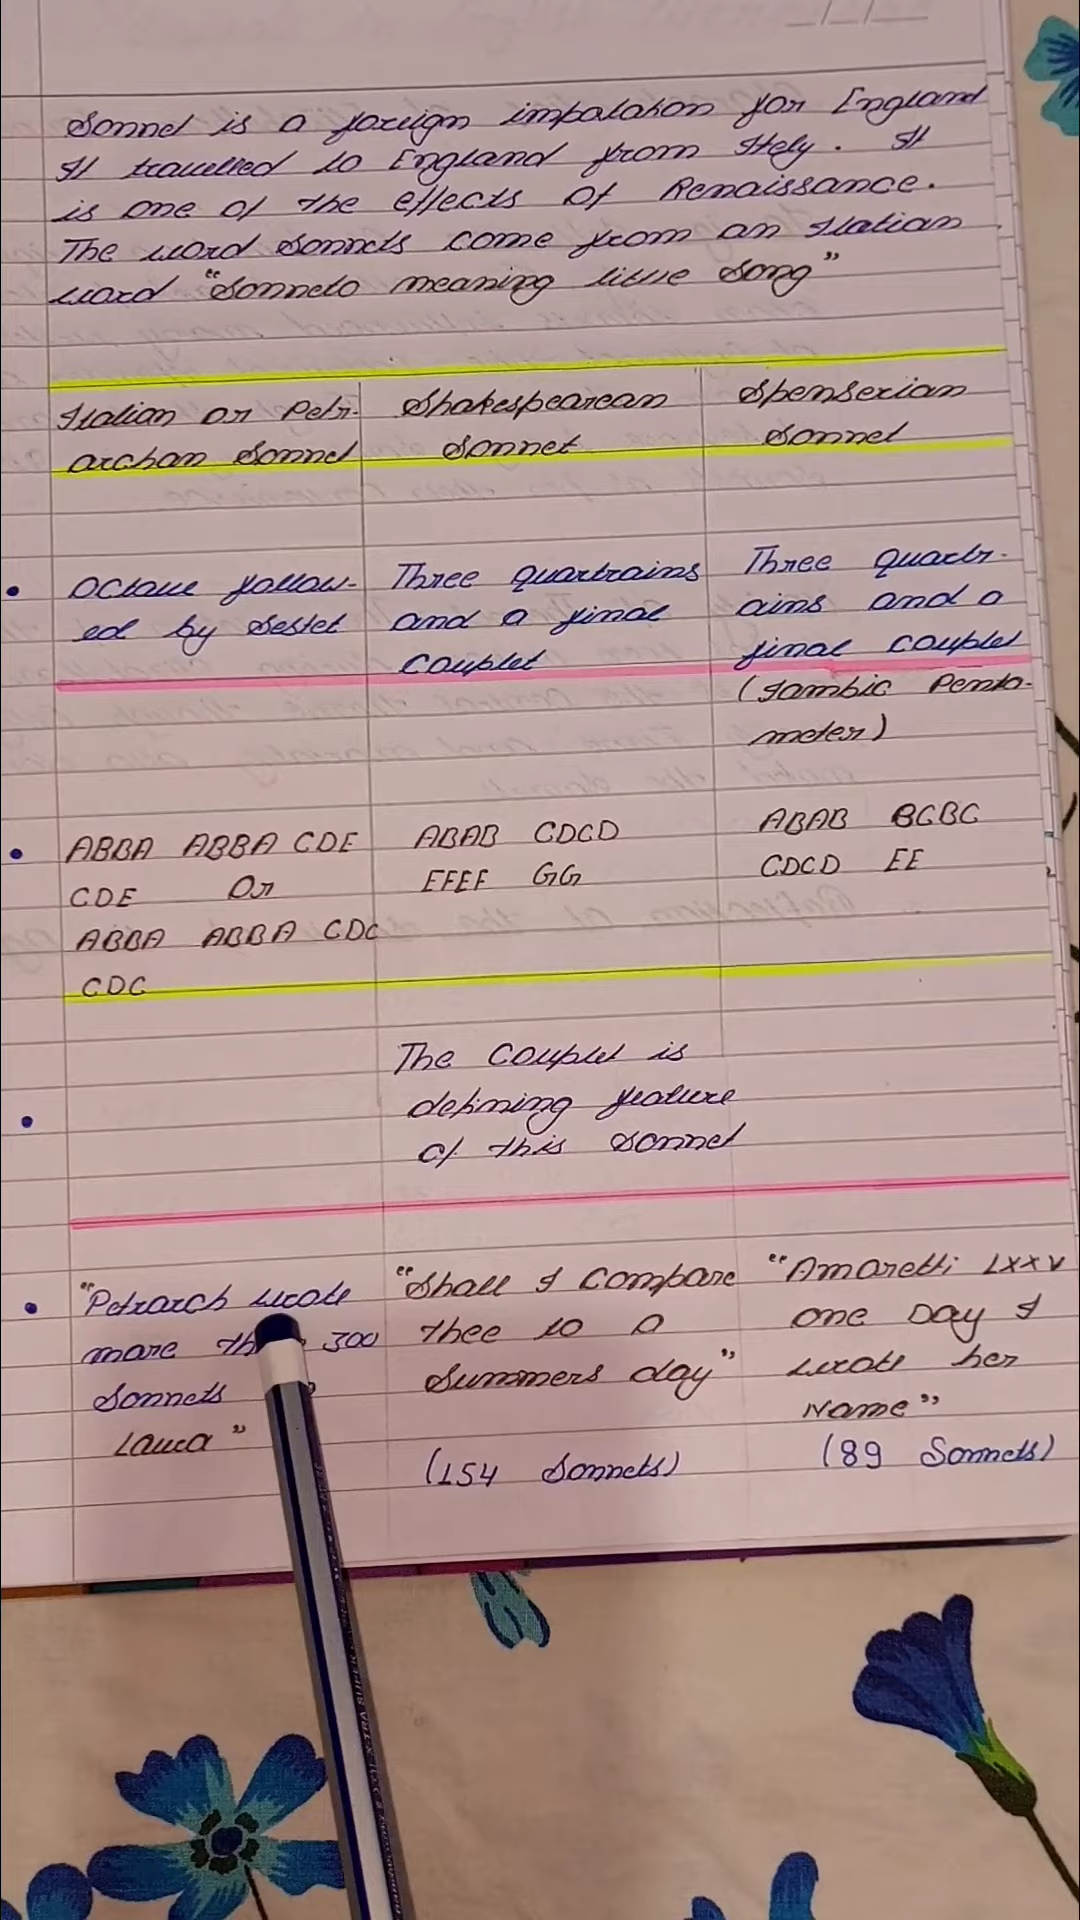 Sonnet is a foreign impotation for England
It travelled to England from Itely. It
is one of the effects of Renaissance.
The word Sonnets come from an Italian
word "Sonneto meaning little song"
Italian or Petr-
archan Sonnet
Shakespearean
Sonnet
Spenserian
Sonnet
Octave follow-
ed by Sestet
Three quartrains
and a final
Couplet
Three Quartr-
ains and a
final couplet
(Iambic Penta-
meter)
ABBA ABBA CDE
CDE Or
ABBA ABBA CDC
CDC
ABAB CDCD
EFEF GG
ABAB BCBC
CDCD EE
The Couplet is
defining feature
of this sonnet
"Petrarch wrote
more 300
Sonnets
Laura"
"Shall I Compare
thee to a
Summers day"
(154 Sonnets)
"Amoretti LXXV
one Day I
wrote her
Name"
(89 Sonnets)